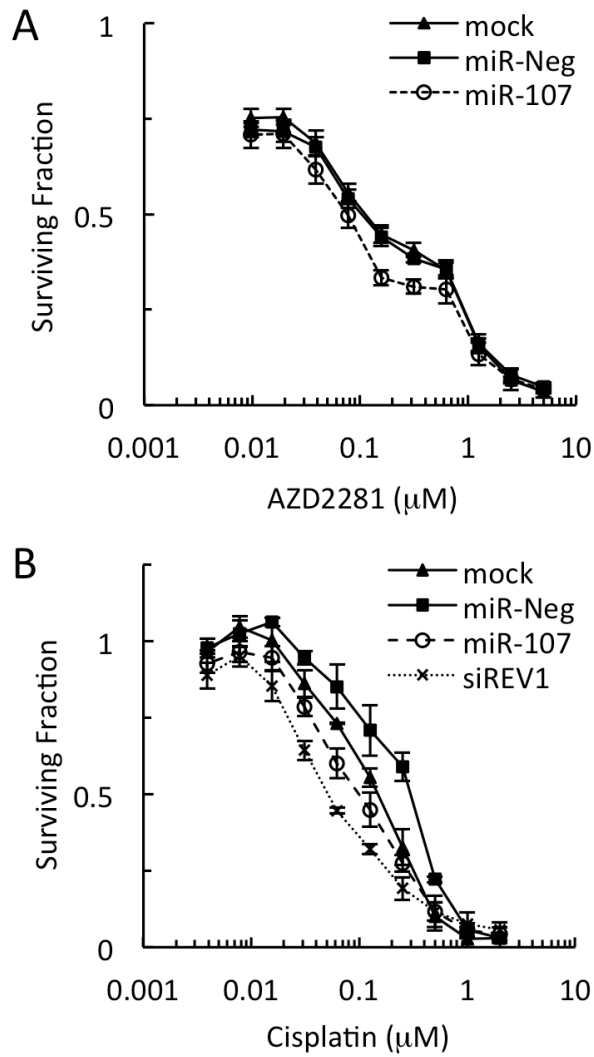 A
1
mock
miR-Neg
miR-107
0.5
0
Surviving Fraction
0.001 0.01 0.1 1 10
AZD2281 (μM)
B
mock
miR-Neg
miR-107
siREV1
1
0.5
0
Surviving Fraction
0.001 0.01 0.1 1 10
Cisplatin (μM)